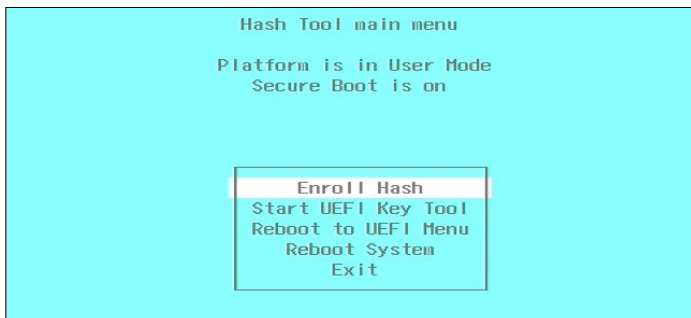 Hash Tool main menu
Platform is in User Mode
Secure Boot is on
Enroll Hash
Start UEFI Key Tool
Reboot to UEFI Menu
Reboot System
Exit